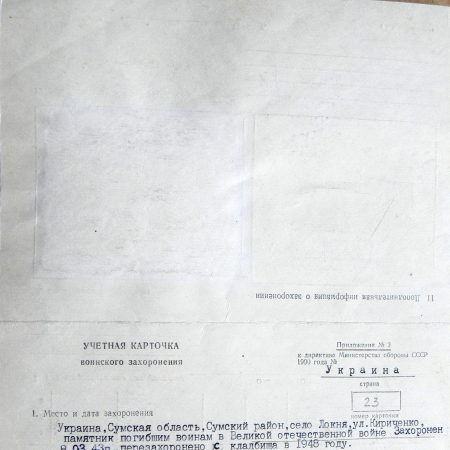 11. Дополнительная информация о захоронении
УЧЕТНАЯ КАРТОЧКА
воинского захоронения
Приложение № 2
к директиве Министерства обороны СССР
1990 года №
Украина
страна
23
номер карточки
1. Место и дата захоронения
Украина,Сумская область,Сумский район,село Локня,ул.Кириченко,
памятник погибшим воинам в Великой отечественной войне Захоронен
8.03.43г. перезахоронено с кладбища в 1948 году.